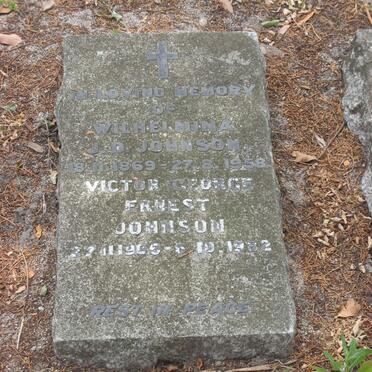 IN LOVING MEMORY
OF
WILHELMINA
J.D. JOHNSON
VICTOR GEORGE
ERNEST
JOHNSON
REST IN PEACE